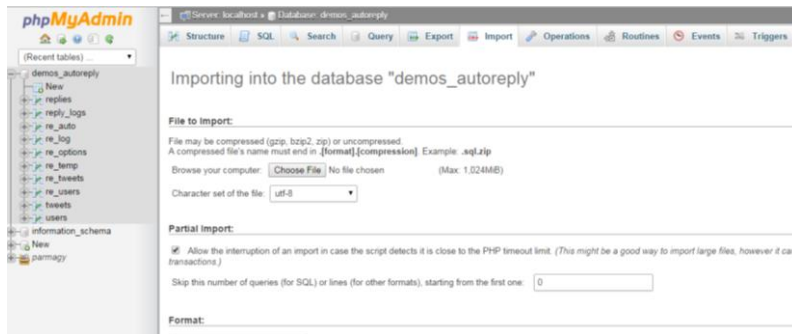 phpMyAdmin
(Recent tables) ...
demos_autoreply
New
replies
reply_logs
re_auto
re_log
re_options
re_temp
re_tweets
re_users
tweets
users
information_schema
New
parmagy
Server: localhost » Database: demos_autoreply
Structure SQL Search Query Export Import Operations Routines Events Triggers
Importing into the database "demos_autoreply"
File to Import:
File may be compressed (gzip, bzip2, zip) or uncompressed.
A compressed file's name must end in .[format].[compression]. Example: .sql.zip
Browse your computer: Choose File No file chosen (Max: 1,024MiB)
Character set of the file: utf-8
Partial Import:
Allow the interruption of an import in case the script detects it is close to the PHP timeout limit. (This might be a good way to import large files, however it ca
transactions.)
Skip this number of queries (for SQL) or lines (for other formats), starting from the first one: 0
Format: